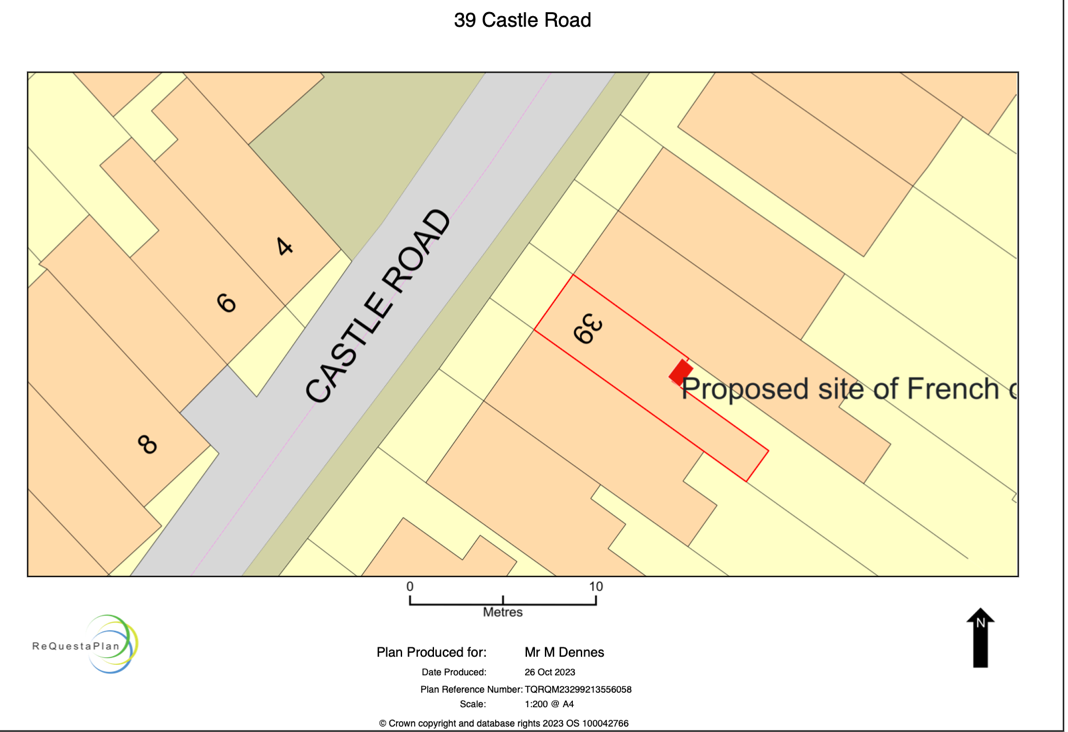 39 Castle Road
4
6
CASTLE ROAD
39
Proposed site of French
8
0 10
Metres
ReQuestaPlan
N
Plan Produced for: Mr M Dennes
Date Produced: 26 Oct 2023
Plan Reference Number: TQRQM23299213556058
Scale: 1:200 @ A4
© Crown copyright and database rights 2023 OS 100042766